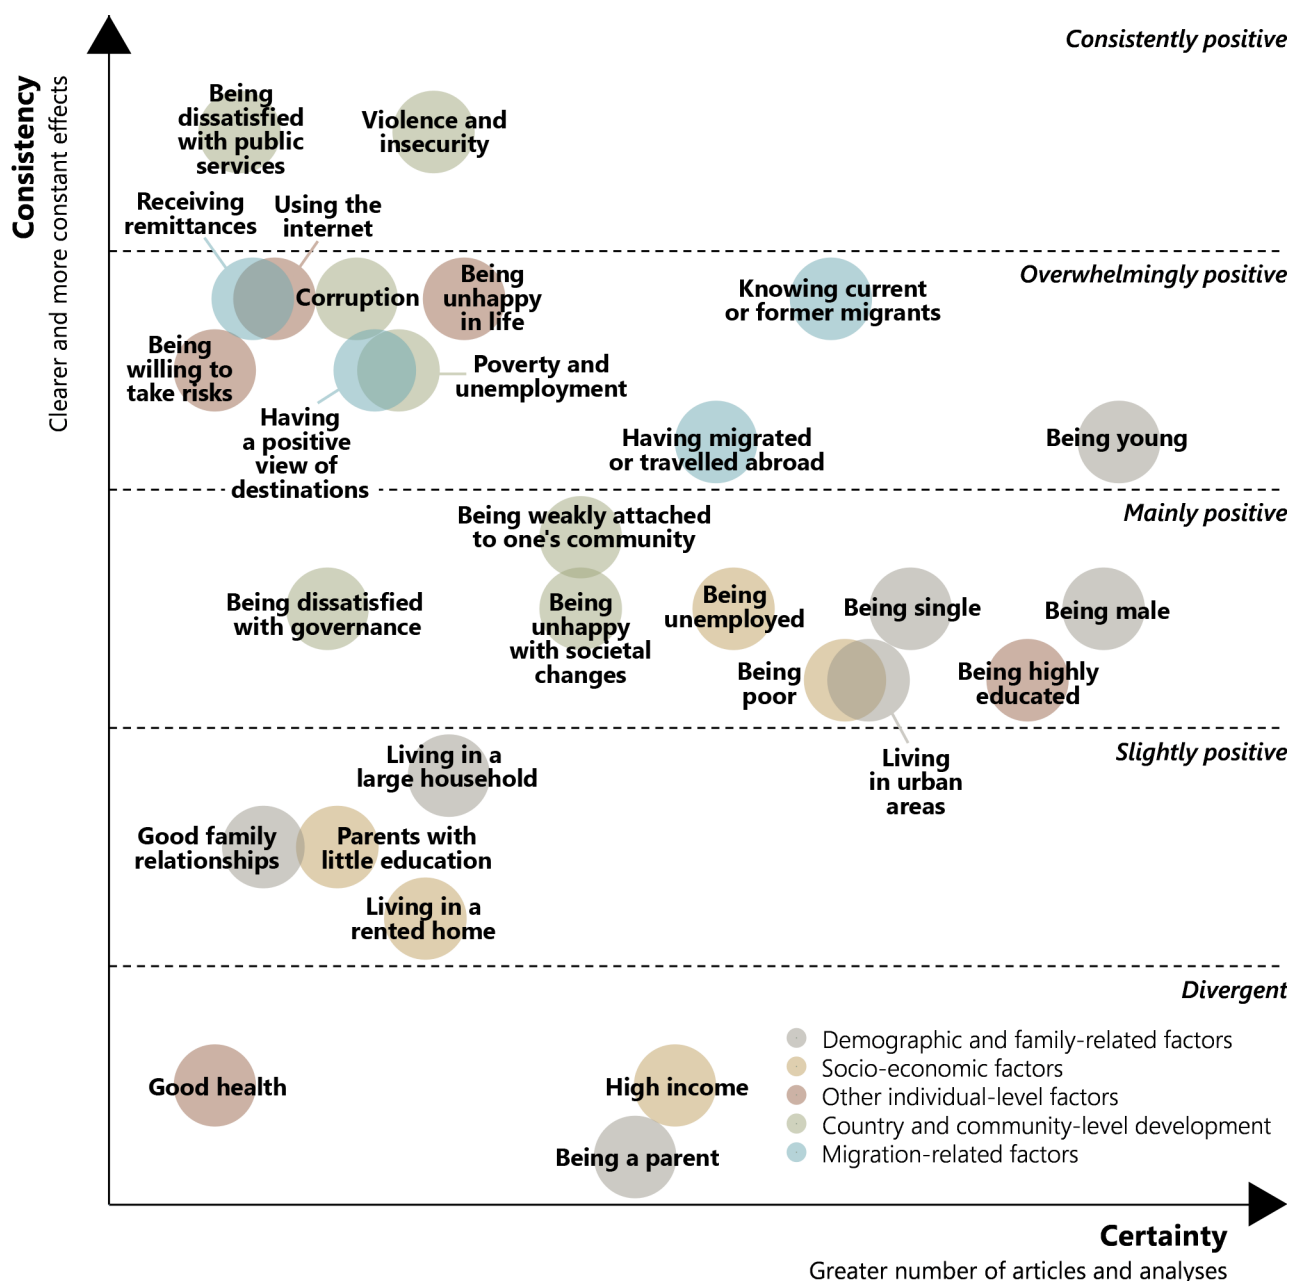 Consistently positive
Consistency
Clearer and more constant effects
Being
dissatisfied
with public
services
Violence and
insecurity
Receiving
remittances
Using the
internet
Overwhelmingly positive
Corruption
Being
unhappy
in life
Knowing current
or former migrants
Being
willing to
take risks
Poverty and
unemployment
Having
a positive
view of
destinations
Having migrated
or travelled abroad
Being young
Mainly positive
Being weakly attached
to one's community
Being dissatisfied
with governance
Being
unhappy
with societal
changes
Being
unemployed
Being single
Being male
Being
poor
Being highly
educated
Living
in urban
areas
Slightly positive
Living in a
large household
Good family
relationships
Parents with
little education
Living in a
rented home
Divergent
Good health
High income
Being a parent
Demographic and family-related factors
Socio-economic factors
Other individual-level factors
Country and community-level development
Migration-related factors
Certainty
Greater number of articles and analyses